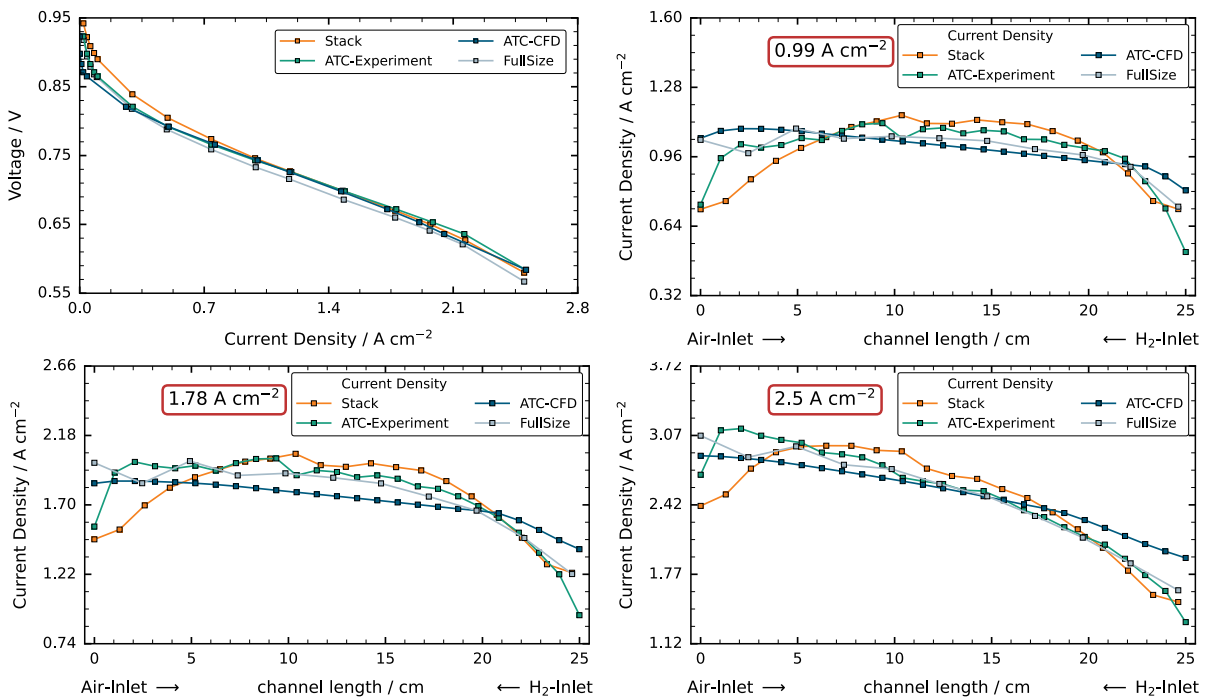 0.95
0.85
0.75
0.65
0.55
Voltage / V
Stack
ATC-Experiment
ATC-CFD
FullSize
0.0
0.7
1.4
2.1
2.8
Current Density / A cm⁻²
1.60
1.28
0.96
0.64
0.32
Current Density / A cm⁻²
0.99 A cm⁻²
Current Density
Stack
ATC-Experiment
ATC-CFD
FullSize
0
5
10
15
20
25
Air-Inlet ⟶
channel length / cm
⟵ H₂-Inlet
2.66
2.18
1.70
1.22
0.74
Current Density / A cm⁻²
1.78 A cm⁻²
Current Density
Stack
ATC-Experiment
ATC-CFD
FullSize
0
5
10
15
20
25
Air-Inlet ⟶
channel length / cm
⟵ H₂-Inlet
3.72
3.07
2.42
1.77
1.12
Current Density / A cm⁻²
2.5 A cm⁻²
Current Density
Stack
ATC-Experiment
ATC-CFD
FullSize
0
5
10
15
20
25
Air-Inlet ⟶
channel length / cm
⟵ H₂-Inlet